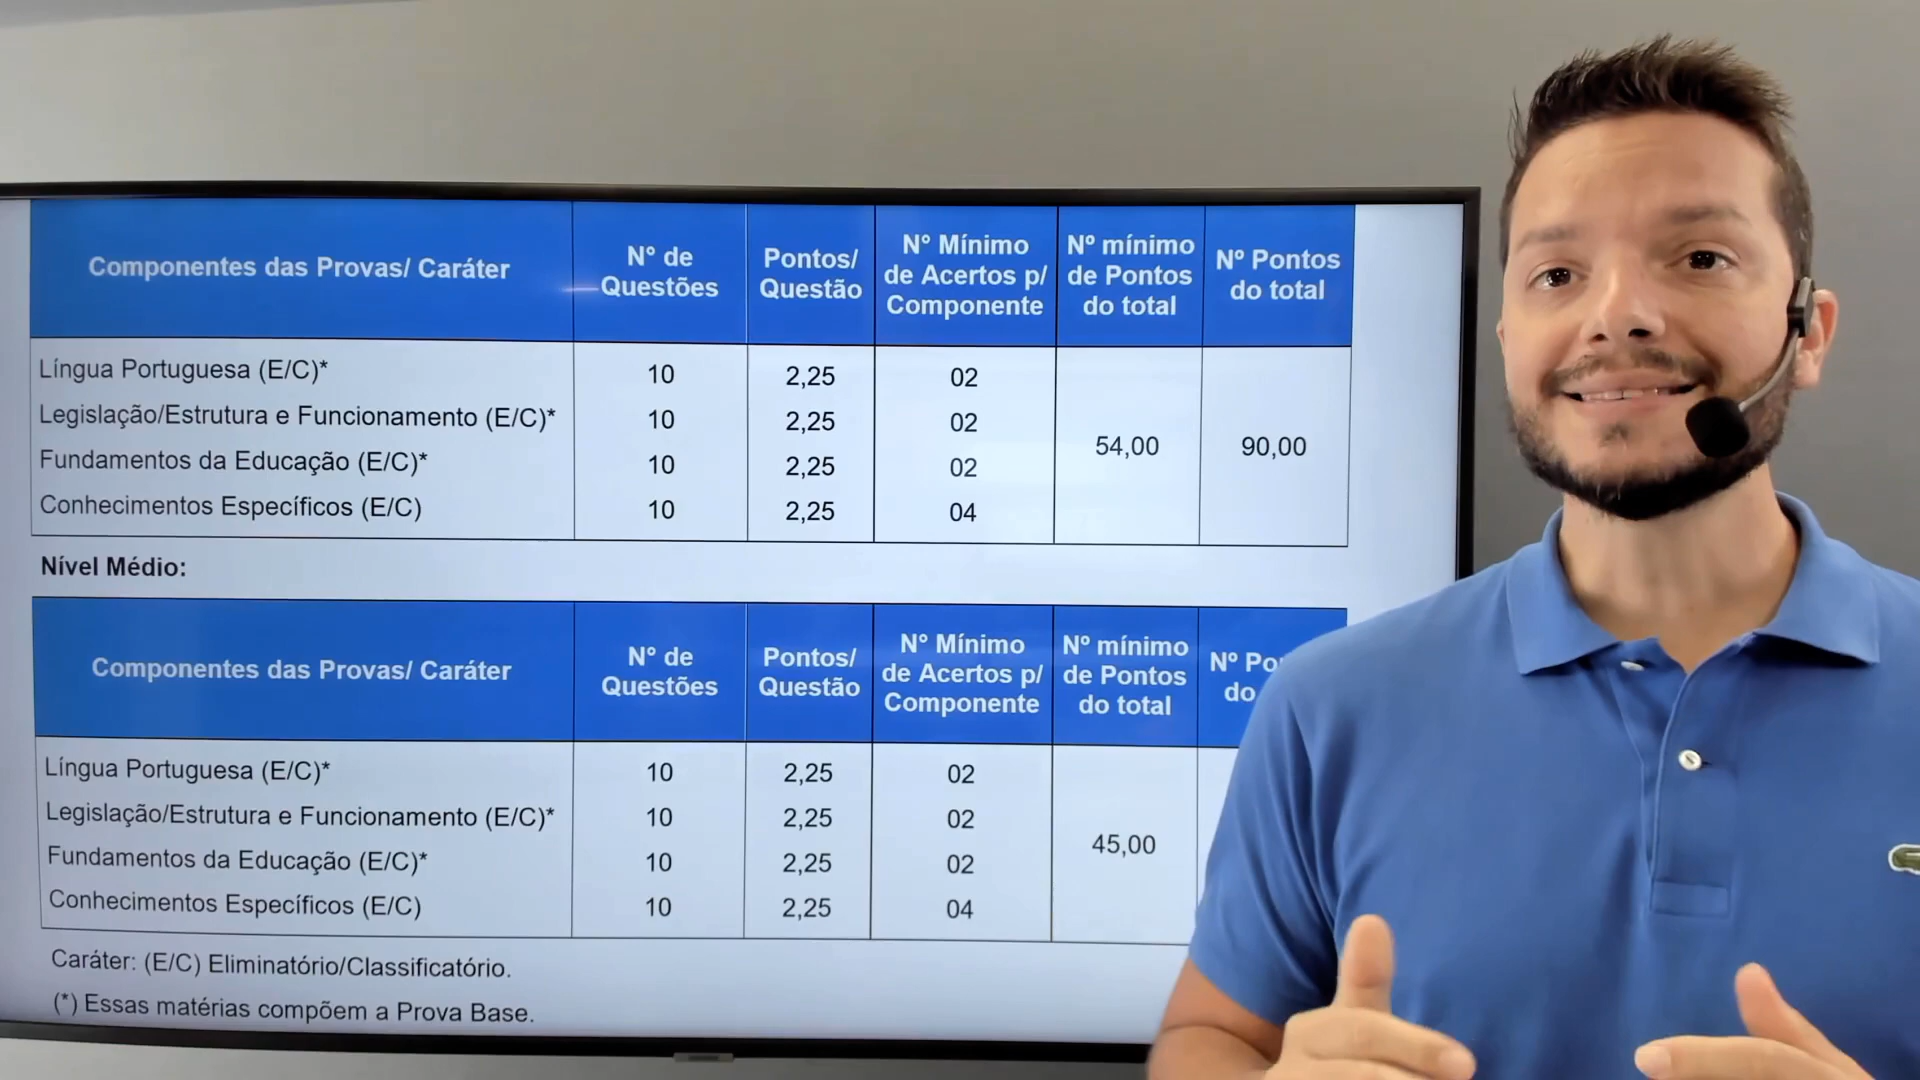 Componentes das Provas/ Caráter
N° de Questões
Pontos/ Questão
N° Mínimo de Acertos p/ Componente
Nº mínimo de Pontos do total
Nº Pontos do total
Língua Portuguesa (E/C)* 10 2,25 02
Legislação/Estrutura e Funcionamento (E/C)* 10 2,25 02
Fundamentos da Educação (E/C)* 10 2,25 02
Conhecimentos Específicos (E/C) 10 2,25 04
54,00 90,00
Nível Médio:
Componentes das Provas/ Caráter
N° de Questões
Pontos/ Questão
N° Mínimo de Acertos p/ Componente
Nº mínimo de Pontos do total
Nº Po
do
Língua Portuguesa (E/C)* 10 2,25 02
Legislação/Estrutura e Funcionamento (E/C)* 10 2,25 02
Fundamentos da Educação (E/C)* 10 2,25 02
Conhecimentos Específicos (E/C) 10 2,25 04
45,00
Caráter: (E/C) Eliminatório/Classificatório.
(*) Essas matérias compõem a Prova Base.